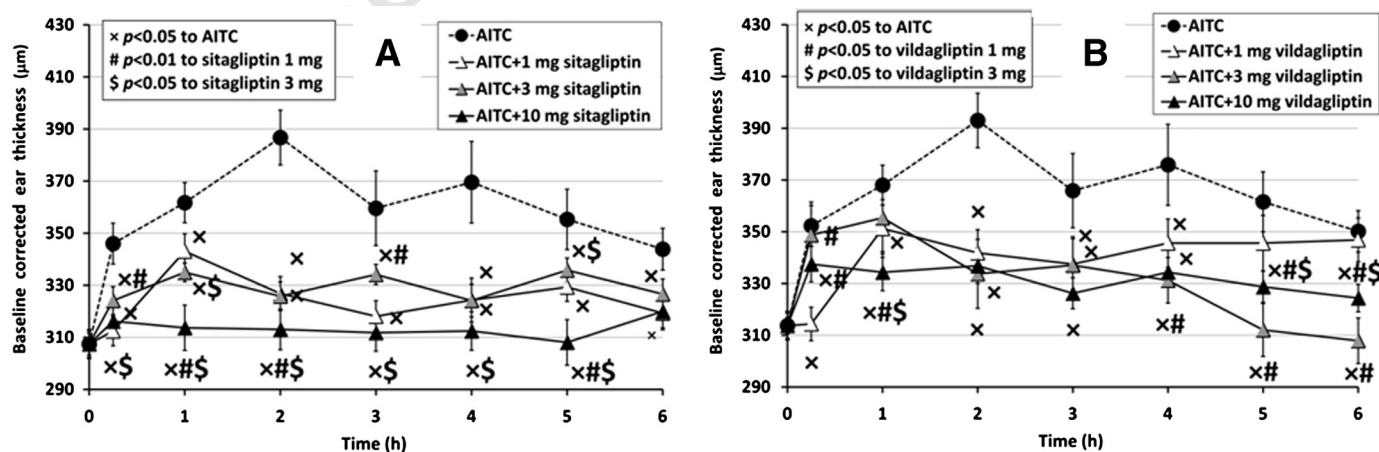 430
410
390
370
350
330
310
290
Baseline corrected ear thickness (µm)
× p<0.05 to AITC
# p<0.01 to sitagliptin 1 mg
$ p<0.05 to sitagliptin 3 mg
A
AITC
AITC+1 mg sitagliptin
AITC+3 mg sitagliptin
AITC+10 mg sitagliptin
×#
×
×
×$
×
×
×#
×
×
×
×$
×
×
×
×$
×#$
×#$
×$
×$
×#$
0 1 2 3 4 5 6
Time (h)
430
410
390
370
350
330
310
290
Baseline corrected ear thickness (µm)
× p<0.05 to AITC
# p<0.05 to vildagliptin 1 mg
$ p<0.05 to vildagliptin 3 mg
B
AITC
AITC+1 mg vildagliptin
AITC+3 mg vildagliptin
AITC+10 mg vildagliptin
#
×#
×
×
×#$
×
×
×
×
×
×
×
×
×#
×#$
×#
×#$
×#
0 1 2 3 4 5 6
Time (h)